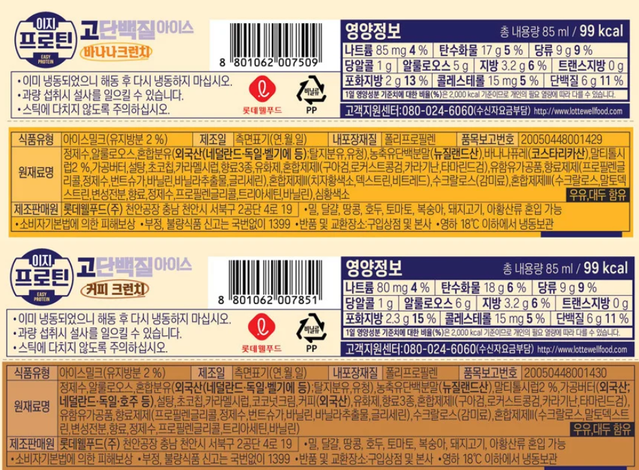 이지 프로틴 EASY PROTEIN
고단백질아이스
바나나크런치
8 801062 007509
•이미 냉동되었으니 해동 후 다시 냉동하지 마십시오.
•과량 섭취시 설사를 일으킬 수 있습니다.
•스틱에 다치지 않도록 주의하십시오.
롯데웰푸드
비닐류
PP
영양정보 총 내용량 85 ml / 99 kcal
나트륨 85 mg 4 % 탄수화물 17 g 5 % 당류 9 g 9 %
당알콜 1 g 알룰로오스 5 g 지방 3.2 g 6 % 트랜스지방 0 g
포화지방 2 g 13 % 콜레스테롤 15 mg 5 % 단백질 6 g 11 %
1일 영양성분 기준치에 대한 비율(%)은 2,000 kcal 기준이므로 개인의 필요 열량에 따라 다를 수 있습니다.
고객지원센터:080-024-6060(수신자요금부담) http://www.lottewellfood.com
식품유형 아이스밀크(유지방분 2 %) 제조일 측면표기(연.월.일) 내포장재질 폴리프로필렌 품목보고번호 20050448001429
원재료명
정제수,알룰로오스,혼합분유{외국산(네덜란드·독일·벨기에 등):탈지분유,유청},농축유단백분말(뉴질랜드산),바나나퓨레(코스타리카산),말티톨시
럽2 %,가공버터,설탕,초코칩,카라멜시럽,향료3종,유화제,혼합제제I(구아검,로커스트콩검,카라기난,타마린드검),유함유가공품,향료제제(프로필렌글리
콜,정제수,번트슈가,바닐린,바닐라추출물,글리세린),혼합제제II(치자황색소,덱스트린,비트레드),수크랄로스(감미료),혼합제제III(수크랄로스,말토덱
스트린,변성전분,향료,정제수,프로필렌글리콜,트리아세틴,바닐린),심황색소
우유,대두 함유
제조판매원 롯데웰푸드(주) 천안공장 충남 천안시 서북구 2공단 4로 19 •밀, 달걀, 땅콩, 호두, 토마토, 복숭아, 돼지고기, 아황산류 혼입 가능
•소비자기본법에 의한 피해보상 •부정, 불량식품 신고는 국번없이 1399 •반품 및 교환장소:구입상점 및 본사 •영하 18℃ 이하에서 냉동보관
이지 프로틴 EASY PROTEIN
고단백질아이스
커피 크런치
8 801062 007851
•이미 냉동되었으니 해동 후 다시 냉동하지 마십시오.
•과량 섭취시 설사를 일으킬 수 있습니다.
•스틱에 다치지 않도록 주의하십시오.
롯데웰푸드
비닐류
PP
영양정보 총 내용량 85 ml / 99 kcal
나트륨 80 mg 4 % 탄수화물 18 g 6 % 당류 9 g 9 %
당알콜 1 g 알룰로오스 6 g 지방 3.2 g 6 % 트랜스지방 0 g
포화지방 2.3 g 15 % 콜레스테롤 15 mg 5 % 단백질 6 g 11 %
1일 영양성분 기준치에 대한 비율(%)은 2,000 kcal 기준이므로 개인의 필요 열량에 따라 다를 수 있습니다.
고객지원센터:080-024-6060(수신자요금부담) http://www.lottewellfood.com
식품유형 아이스밀크(유지방분 2 %) 제조일 측면표기(연.월.일) 내포장재질 폴리프로필렌 품목보고번호 200504480001430
원재료명
정제수,알룰로오스,혼합분유{외국산(네덜란드·독일·벨기에 등):탈지분유,유청},농축유단백분말(뉴질랜드산),말티톨시럽2 %,가공버터(외국산:
네덜란드·독일·호주 등),설탕,초코칩,카라멜시럽,코코넛크림,커피(외국산),유화제,향료3종,혼합제제I(구아검,로커스트콩검,카라기난,타마린드검),
유함유가공품,향료제제(프로필렌글리콜,정제수,번트슈가,바닐린,바닐라추출물,글리세린),수크랄로스(감미료),혼합제제II(수크랄로스,말토덱스트
린,변성전분,향료,정제수,프로필렌글리콜,트리아세틴,바닐린)
우유,대두 함유
제조판매원 롯데웰푸드(주) 천안공장 충남 천안시 서북구 2공단 4로 19 •밀, 달걀, 땅콩, 호두, 토마토, 복숭아, 돼지고기, 아황산류 혼입 가능
•소비자기본법에 의한 피해보상 •부정, 불량식품 신고는 국번없이 1399 •반품 및 교환장소:구입상점 및 본사 •영하 18℃ 이하에서 냉동보관